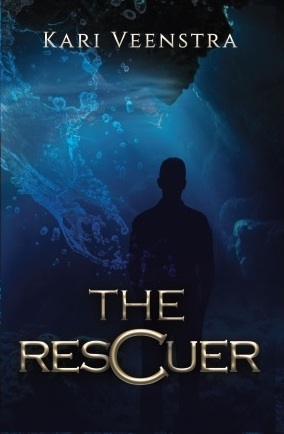 KARI VEENSTRA
THE
RESCUER